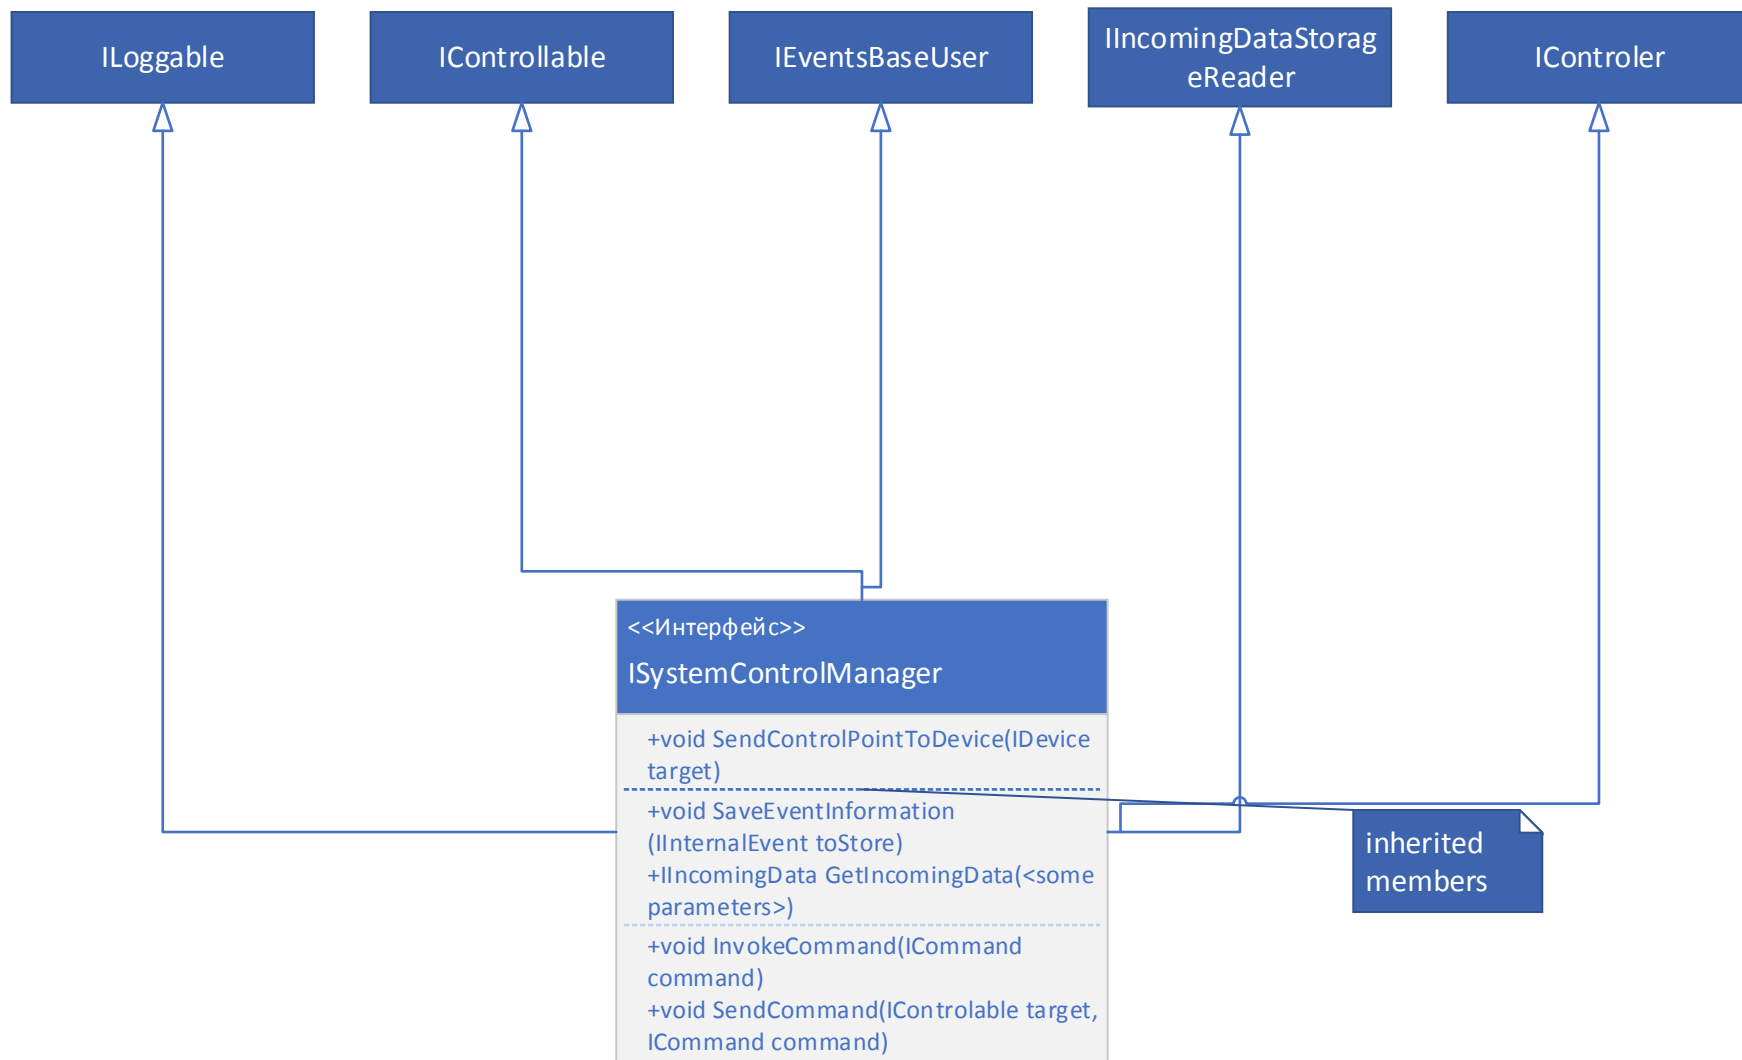 ILoggable
IControllable
IEventsBaseUser
IIncomingDataStorag
eReader
IControler
<<Интерфейс>>
ISystemControlManager
+void SendControlPointToDevice(IDevice
target)
+void SaveEventInformation
(IInternalEvent toStore)
+IIncomingData GetIncomingData(<some
parameters>)
+void InvokeCommand(ICommand
command)
+void SendCommand(IControlable target,
ICommand command)
inherited
members